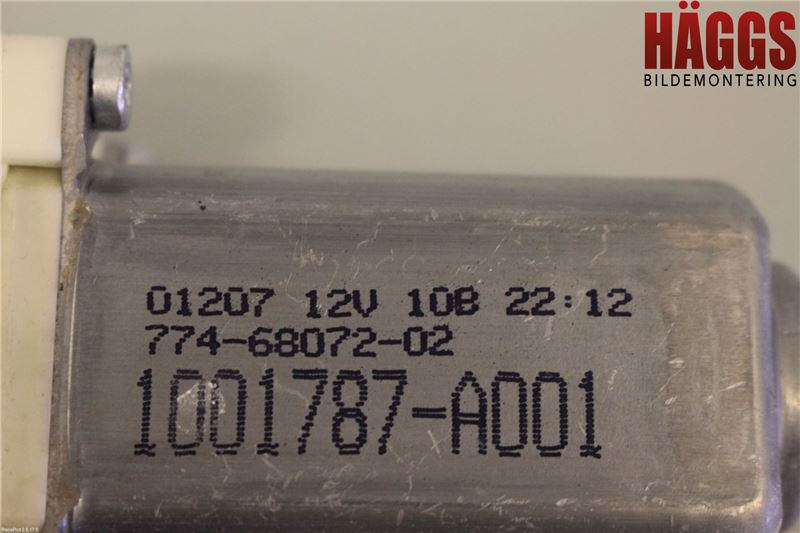 HÄGGS
BILDEMONTERING
01207 12V 10B 22:12
774-68072-02
1001787-A001